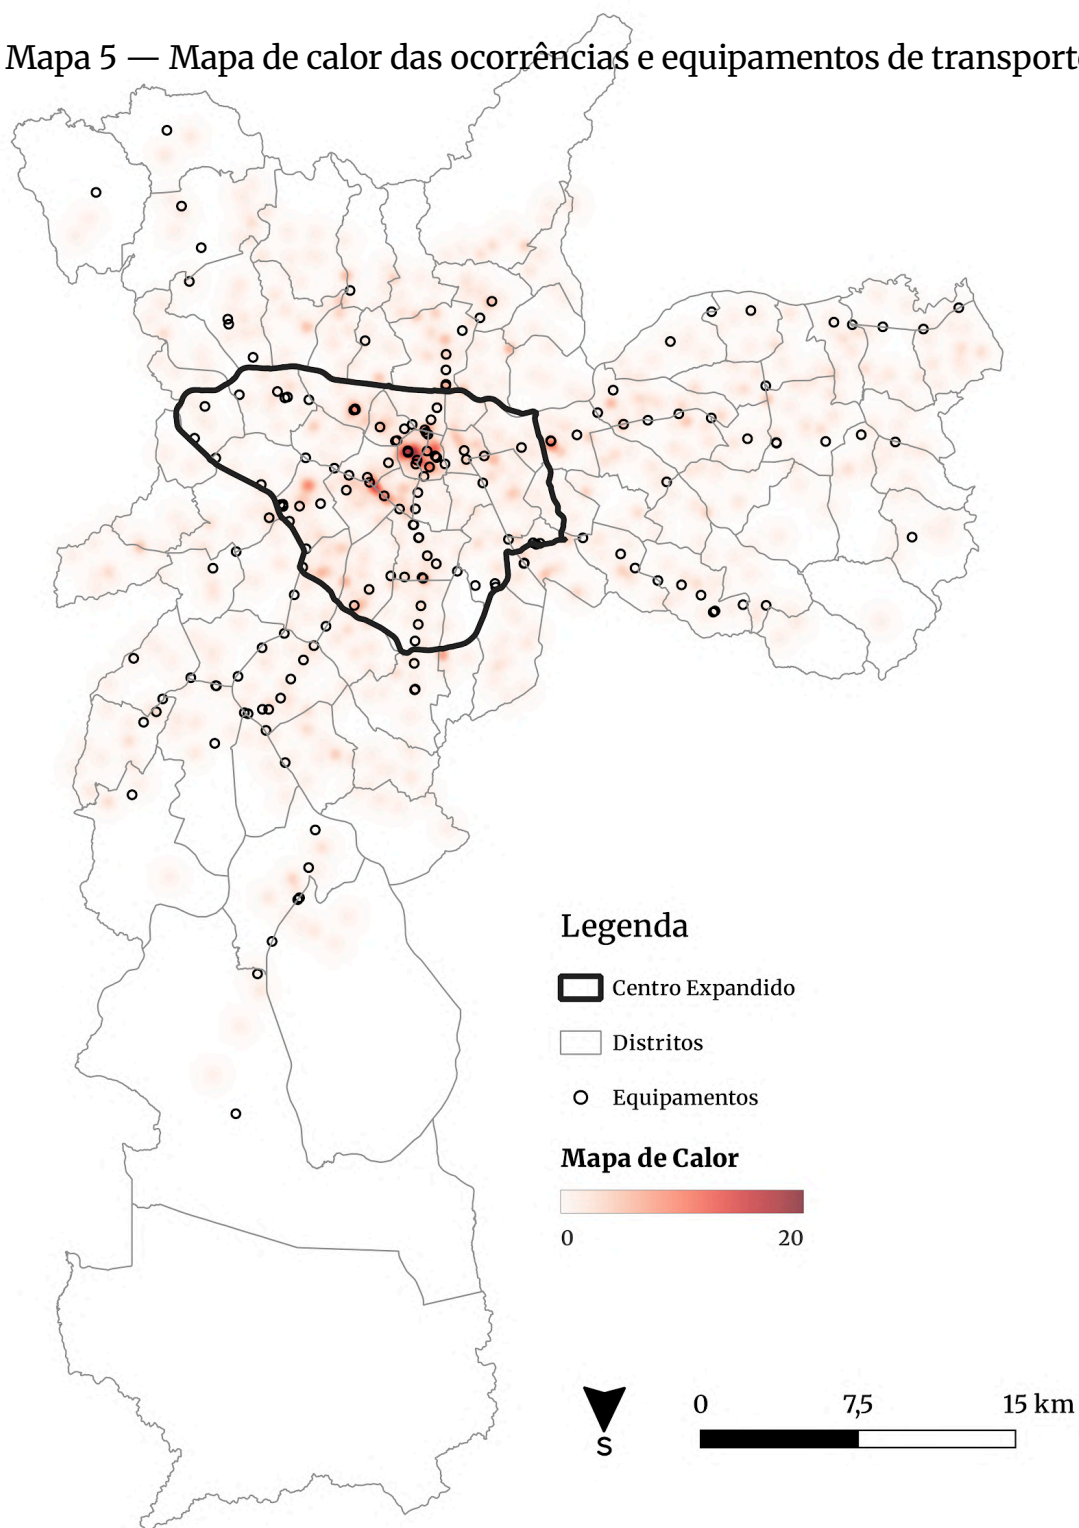 Mapa 5 — Mapa de calor das ocorrências e equipamentos de transporte
Legenda
Centro Expandido
Distritos
Equipamentos
Mapa de Calor
0 20
S
0 7,5 15 km